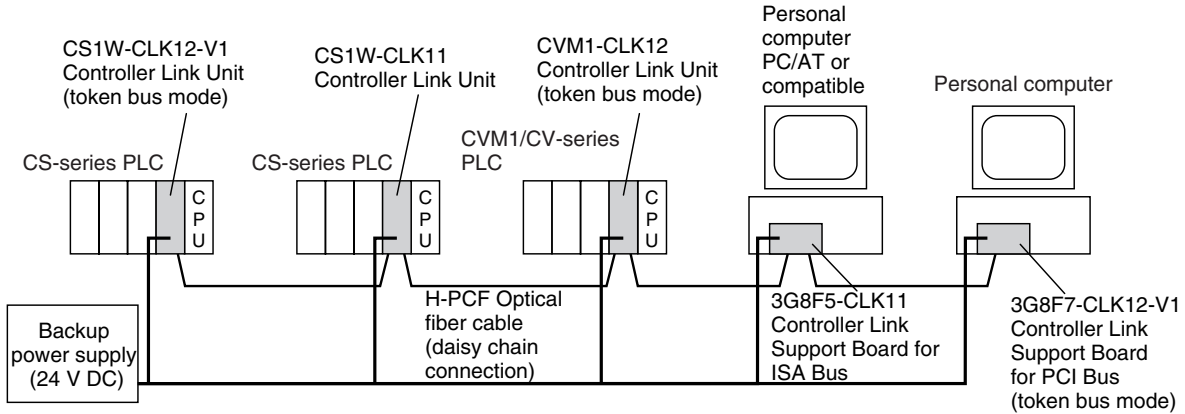 CS1W-CLK12-V1
Controller Link Unit
(token bus mode)
CS1W-CLK11
Controller Link Unit
CVM1-CLK12
Controller Link Unit
(token bus mode)
Personal
computer
PC/AT or
compatible
Personal computer
CS-series PLC
CS-series PLC
CVM1/CV-series
PLC
C
P
U
C
P
U
C
P
U
Backup
power supply
(24 V DC)
H-PCF Optical
fiber cable
(daisy chain
connection)
3G8F5-CLK11
Controller Link
Support Board for
ISA Bus
3G8F7-CLK12-V1
Controller Link
Support Board
for PCI Bus
(token bus mode)